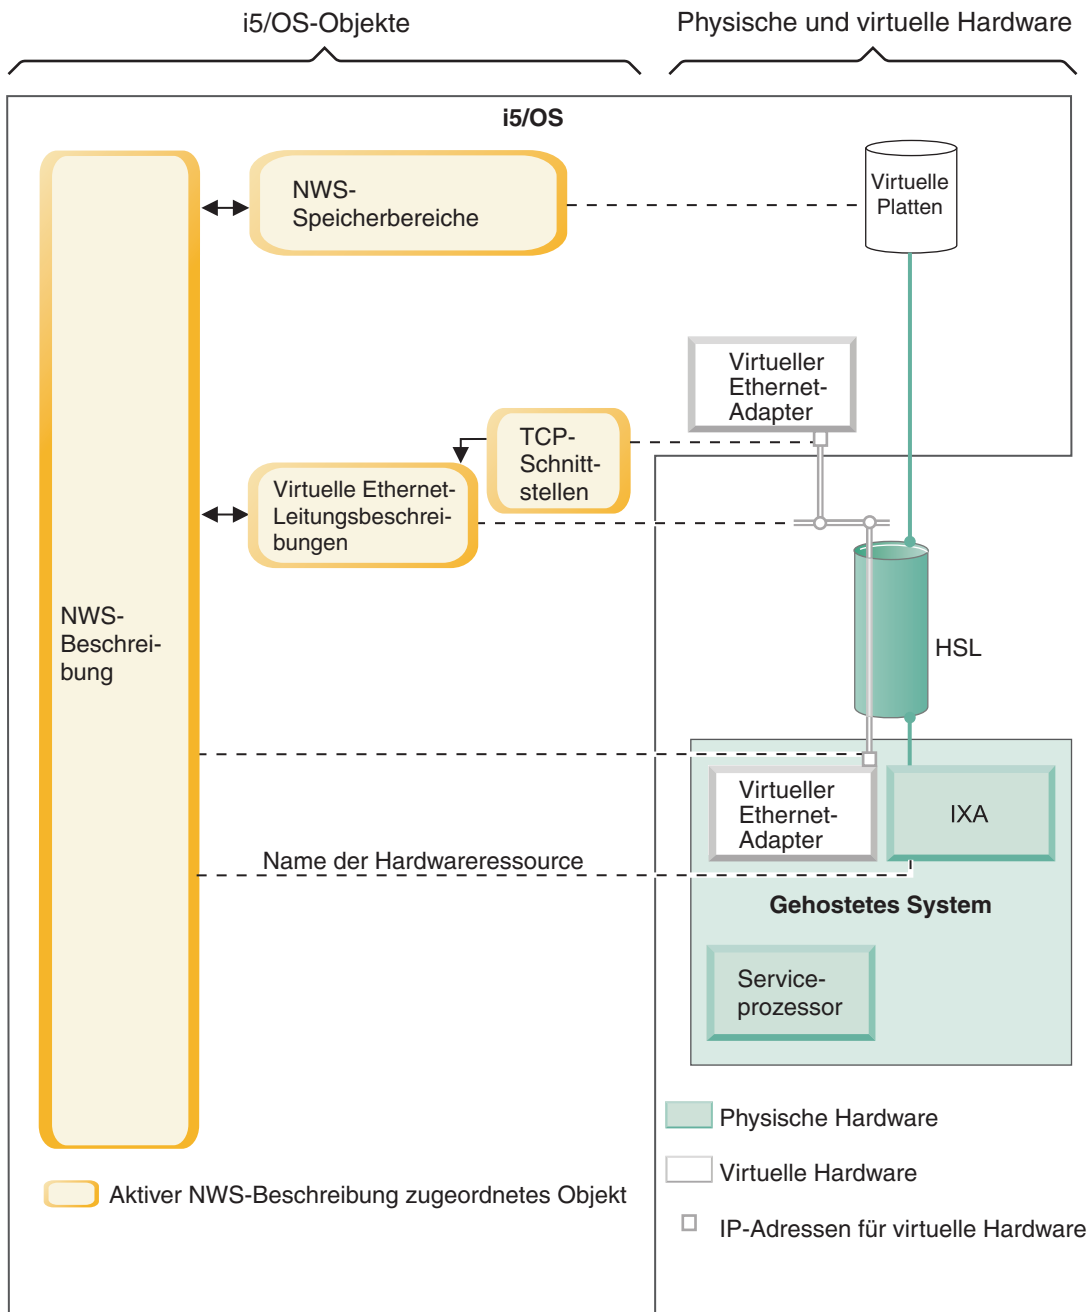 i5/OS-Objekte
Physische und virtuelle Hardware
i5/OS
NWS-
Speicherbereiche
Virtuelle
Platten
Virtueller
Ethernet-
Adapter
TCP-
Schnitt-
stellen
Virtuelle Ethernet-
Leitungsbeschrei-
bungen
NWS-
Beschrei-
bung
HSL
Virtueller
Ethernet-
Adapter
IXA
Name der Hardwareressource
Gehostetes System
Service-
prozessor
Physische Hardware
Virtuelle Hardware
Aktiver NWS-Beschreibung zugeordnetes Objekt
IP-Adressen für virtuelle Hardware